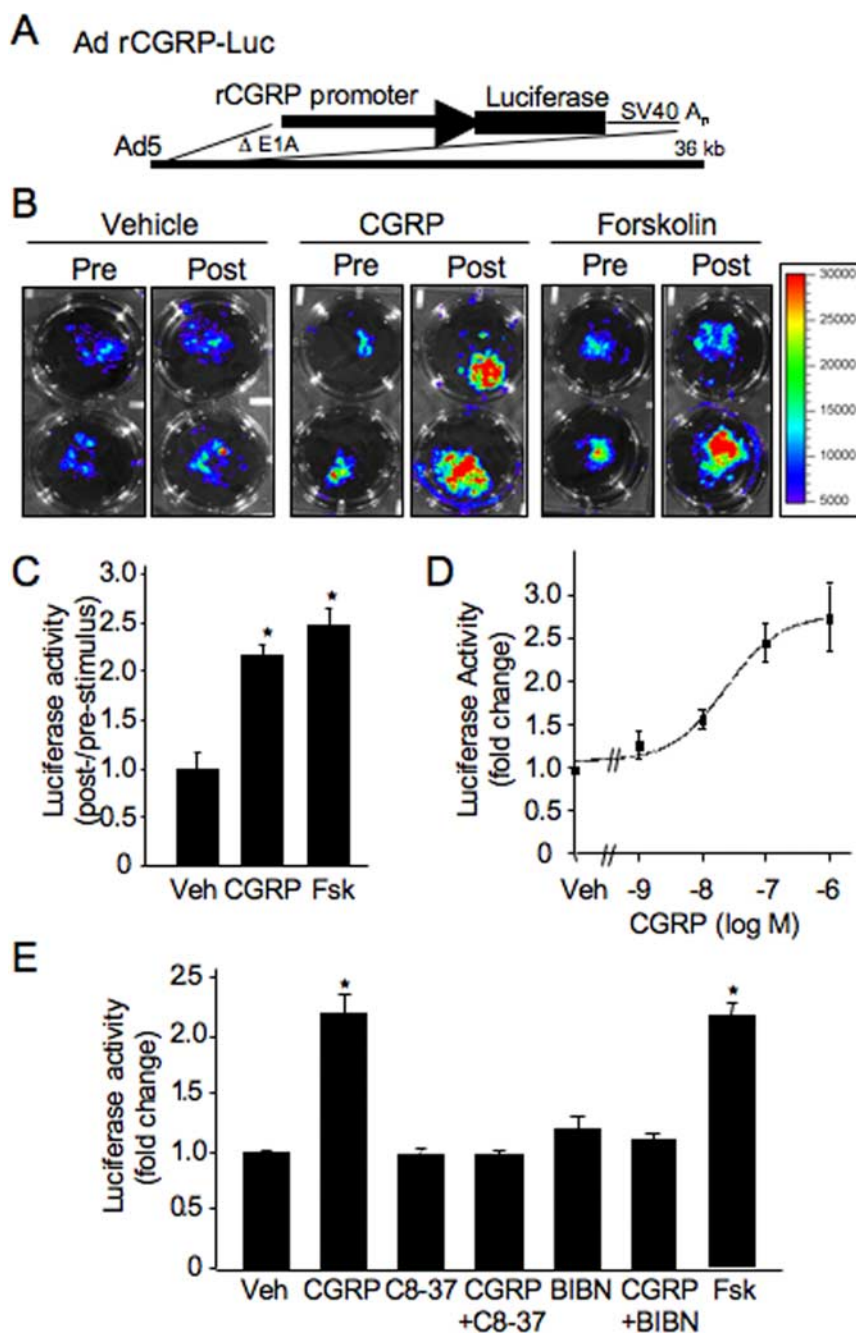 A Ad rCGRP-Luc
rCGRP promoter Luciferase SV40 An
Ad5 Δ E1A 36 kb
B
Vehicle CGRP Forskolin
Pre Post Pre Post Pre Post
30000
25000
20000
15000
10000
5000
C
Luciferase activity
(post-/pre-stimulus)
3.0
2.5
2.0
1.5
1.0
0.5
0
* *
Veh CGRP Fsk
D
Luciferase Activity
(fold change)
3.0
2.5
2.0
1.5
1.0
0.5
0
Veh -9 -8 -7 -6
CGRP (log M)
E
Luciferase activity
(fold change)
25
2.0
1.5
1.0
0.5
0
* *
Veh CGRP C8-37 CGRP BIBN CGRP Fsk
+C8-37 +BIBN